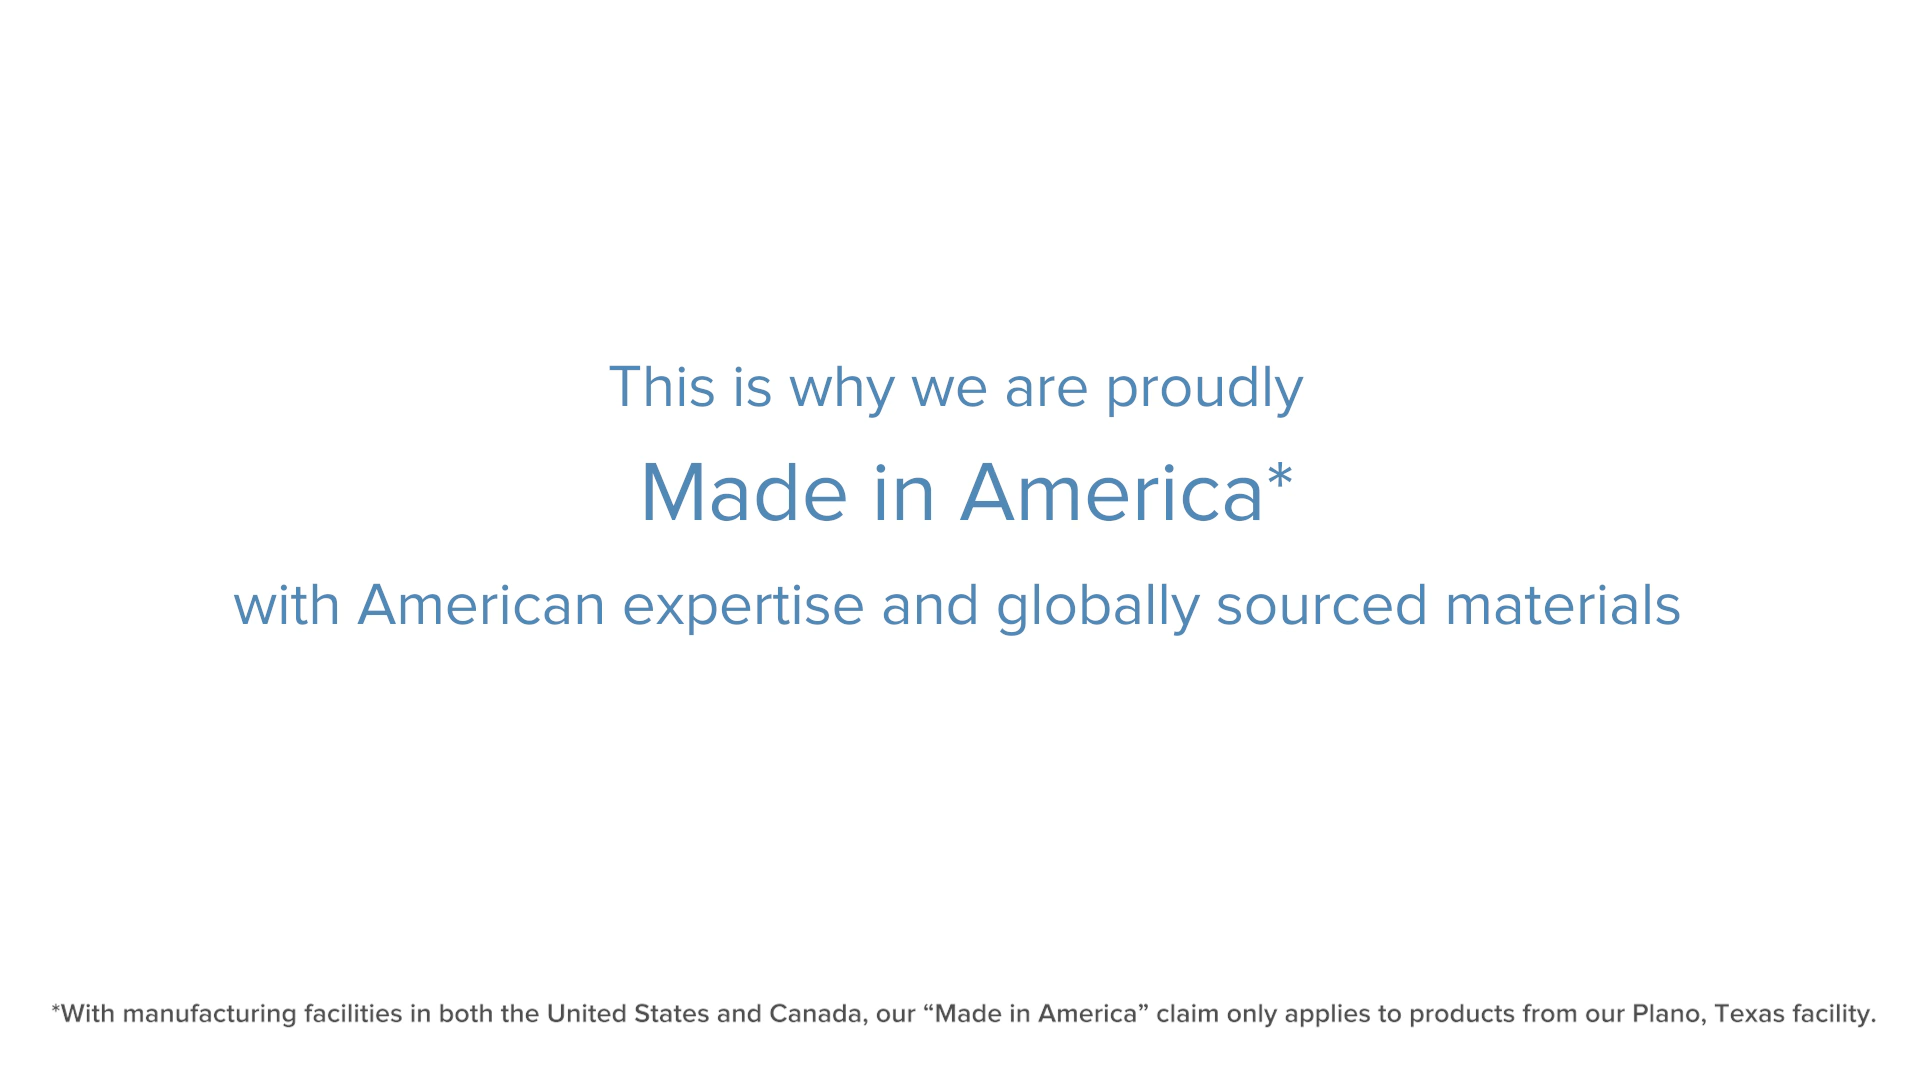 This is why we are proudly
Made in America*
with American expertise and globally sourced materials
*With manufacturing facilities in both the United States and Canada, our “Made in America” claim only applies to products from our Plano, Texas facility.